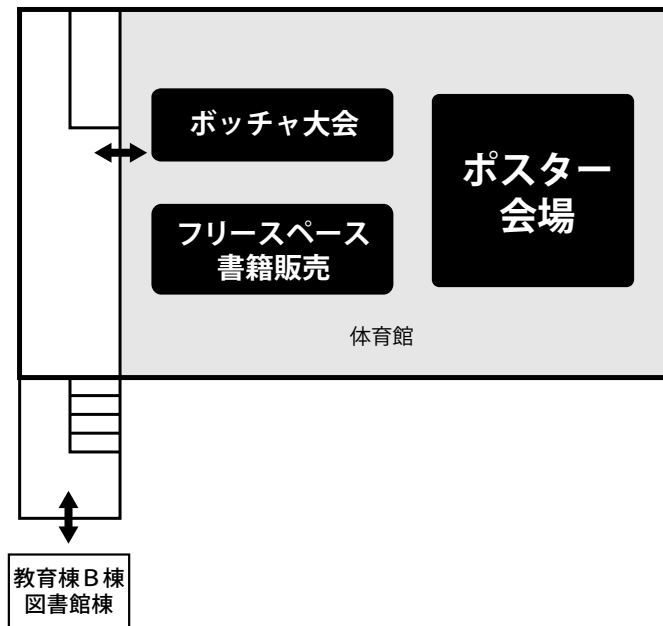 ボッチャ大会
フリースペース
書籍販売
ポスター
会場
体育館
教育棟B棟
図書館棟